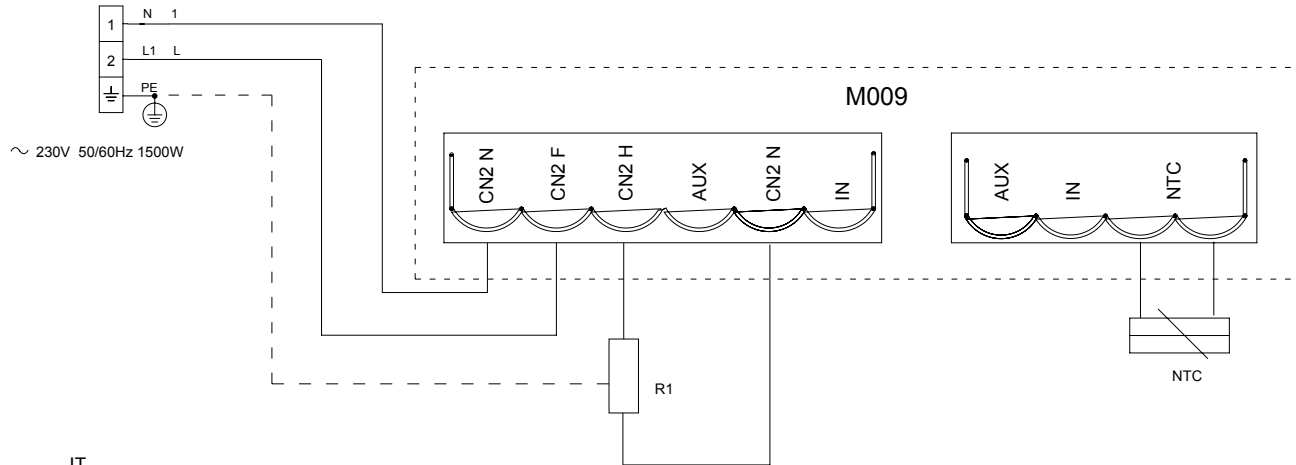 1 N 1
2 L1 L
PE
~ 230V 50/60Hz 1500W
M009
CN2 N
CN2 F
CN2 H
AUX
CN2 N
IN
AUX
IN
NTC
R1
NTC
IT